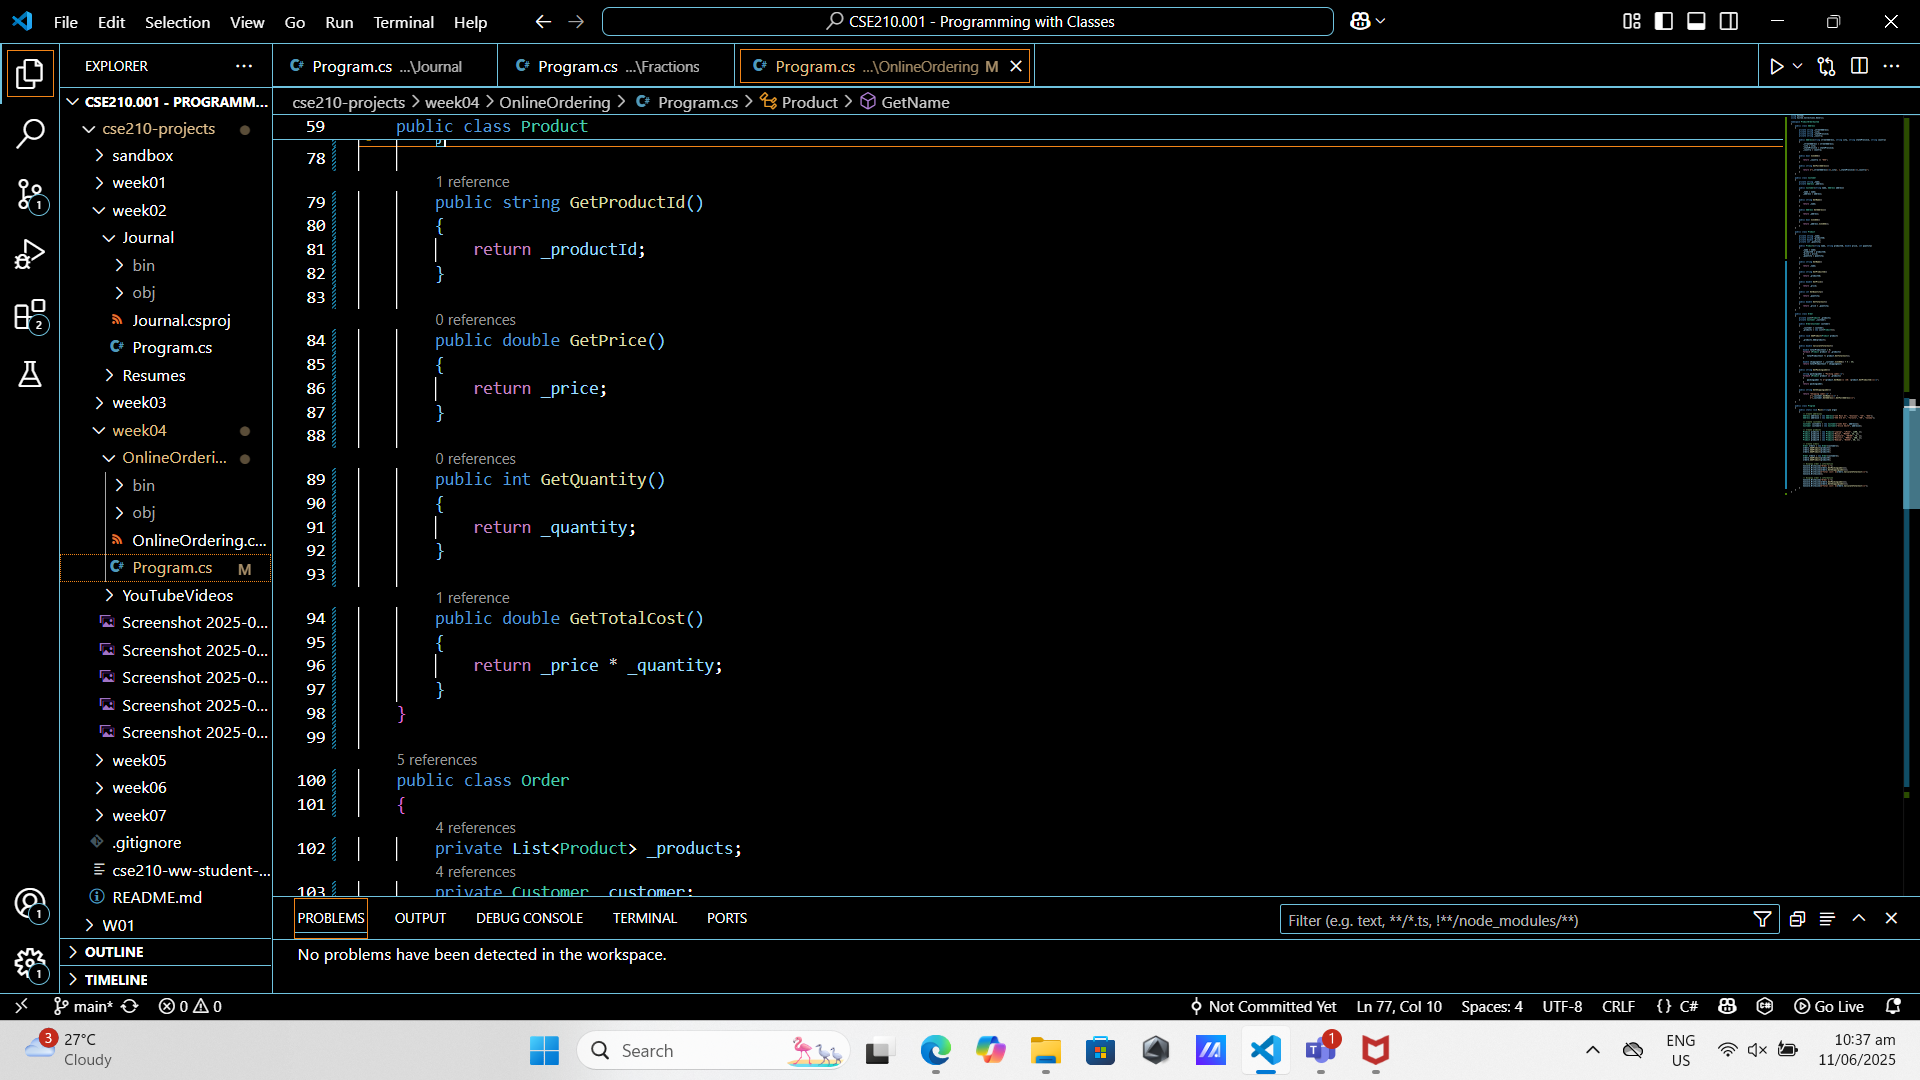 File Edit Selection View Go Run Terminal Help
CSE210.001 - Programming with Classes
EXPLORER
Program.cs ...\Journal
Program.cs ...\Fractions
Program.cs ...\OnlineOrdering M
CSE210.001 - PROGRAMM...
cse210-projects
sandbox
week01
week02
Journal
bin
obj
Journal.csproj
Program.cs
Resumes
week03
week04
OnlineOrderi...
bin
obj
OnlineOrdering.c...
Program.cs M
YouTubeVideos
Screenshot 2025-0...
Screenshot 2025-0...
Screenshot 2025-0...
Screenshot 2025-0...
Screenshot 2025-0...
week05
week06
week07
.gitignore
cse210-ww-student-...
README.md
W01
OUTLINE
TIMELINE
cse210-projects > week04 > OnlineOrdering > Program.cs > Product > GetName
59 public class Product
78
1 reference
79 public string GetProductId()
80 {
81 return _productId;
82 }
83
0 references
84 public double GetPrice()
85 {
86 return _price;
87 }
88
0 references
89 public int GetQuantity()
90 {
91 return _quantity;
92 }
93
1 reference
94 public double GetTotalCost()
95 {
96 return _price * _quantity;
97 }
98 }
99
5 references
100 public class Order
101 {
4 references
102 private List<Product> _products;
4 references
103 private Customer _customer;
PROBLEMS OUTPUT DEBUG CONSOLE TERMINAL PORTS
Filter (e.g. text, **/*.ts, !**/node_modules/**)
No problems have been detected in the workspace.
main* 0 0
Not Committed Yet Ln 77, Col 10 Spaces: 4 UTF-8 CRLF {} C# Go Live
3 27°C
Cloudy
Search
1
ENG
US
10:37 am
11/06/2025
1
2
1
1